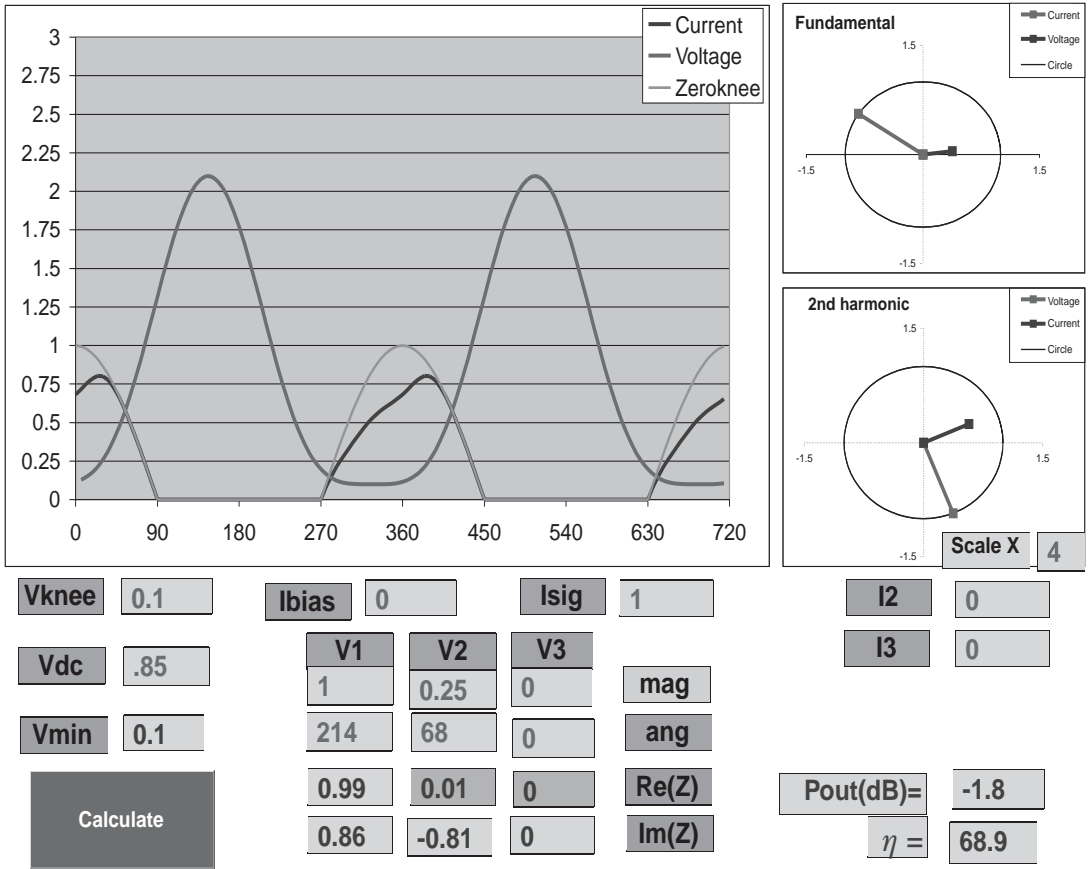 Current
Voltage
Zeroknee
3
2.75
2.5
2.25
2
1.75
1.5
1.25
1
0.75
0.5
0.25
0
0 90 180 270 360 450 540 630 720
Fundamental
Current
Voltage
Circle
1.5
-1.5 1.5
-1.5
2nd harmonic
Voltage
Current
Circle
1.5
-1.5 1.5
-1.5
Scale X 4
Vknee 0.1 Ibias 0 Isig 1 I2 0
I3 0
Vdc .85
Vmin 0.1
V1 V2 V3
1 0.25 0 mag
214 68 0 ang
0.99 0.01 0 Re(Z)
0.86 -0.81 0 Im(Z)
Calculate
Pout(dB)= -1.8
η = 68.9